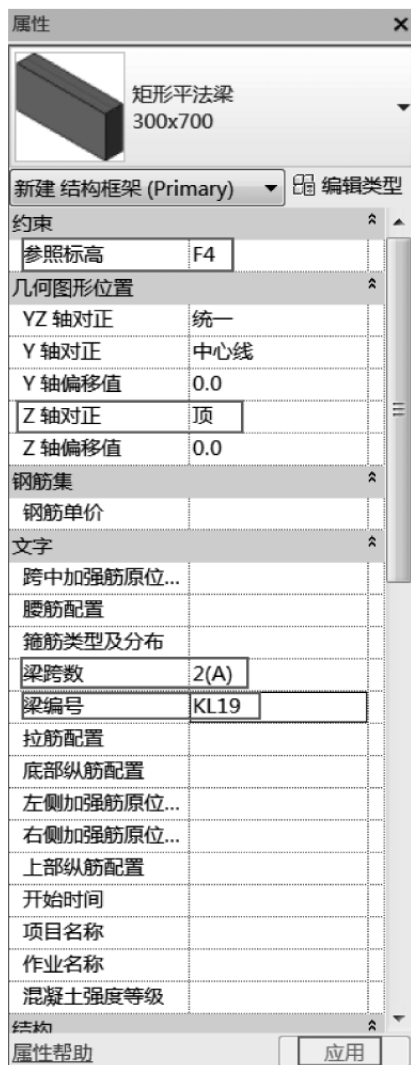 属性
矩形平法梁
300x700
新建 结构框架 (Primary) 编辑类型
约束
参照标高 F4
几何图形位置
YZ 轴对正 统一
Y 轴对正 中心线
Y 轴偏移值 0.0
Z 轴对正 顶
Z 轴偏移值 0.0
钢筋集
钢筋单价
文字
跨中加强筋原位...
腰筋配置
箍筋类型及分布
梁跨数 2(A)
梁编号 KL19
拉筋配置
底部纵筋配置
左侧加强筋原位...
右侧加强筋原位...
上部纵筋配置
开始时间
项目名称
作业名称
混凝土强度等级
结构
属性帮助 应用